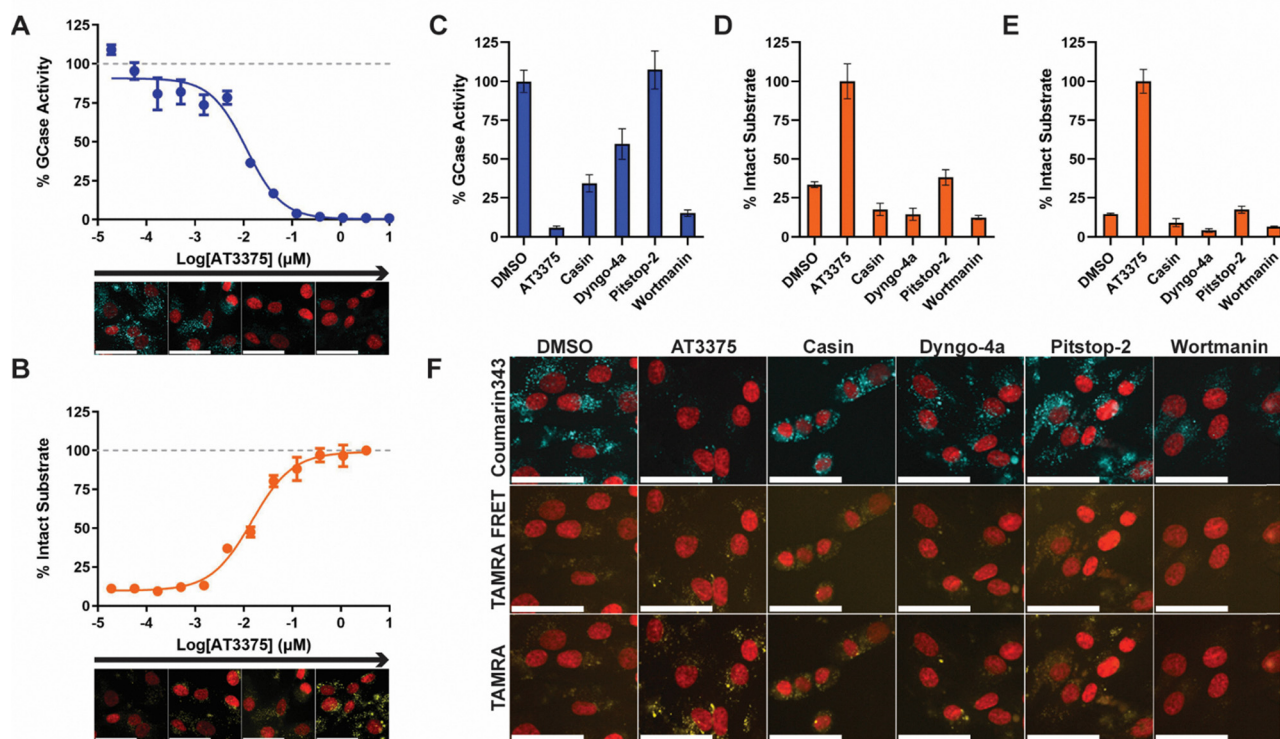 A
125
100
75
50
25
0
% GCase Activity
-5 -4 -3 -2 -1 0 1
Log[AT3375] (µM)
B
125
100
75
50
25
0
% Intact Substrate
-5 -4 -3 -2 -1 0 1
Log[AT3375] (µM)
C
125
100
75
50
25
0
% GCase Activity
DMSO
AT3375
Casin
Dyngo-4a
Pitstop-2
Wortmanin
D
125
100
75
50
25
0
% Intact Substrate
DMSO
AT3375
Casin
Dyngo-4a
Pitstop-2
Wortmanin
E
125
100
75
50
25
0
% Intact Substrate
DMSO
AT3375
Casin
Dyngo-4a
Pitstop-2
Wortmanin
F
DMSO AT3375 Casin Dyngo-4a Pitstop-2 Wortmanin
Coumarin343
TAMRA FRET
TAMRA